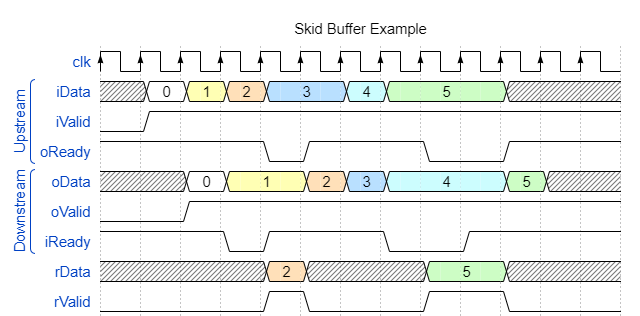 Skid Buffer Example
clk
Upstream
iData 0 1 2 3 4 5
iValid
oReady
Downstream
oData 0 1 2 3 4 5
oValid
iReady
rData 2 5
rValid